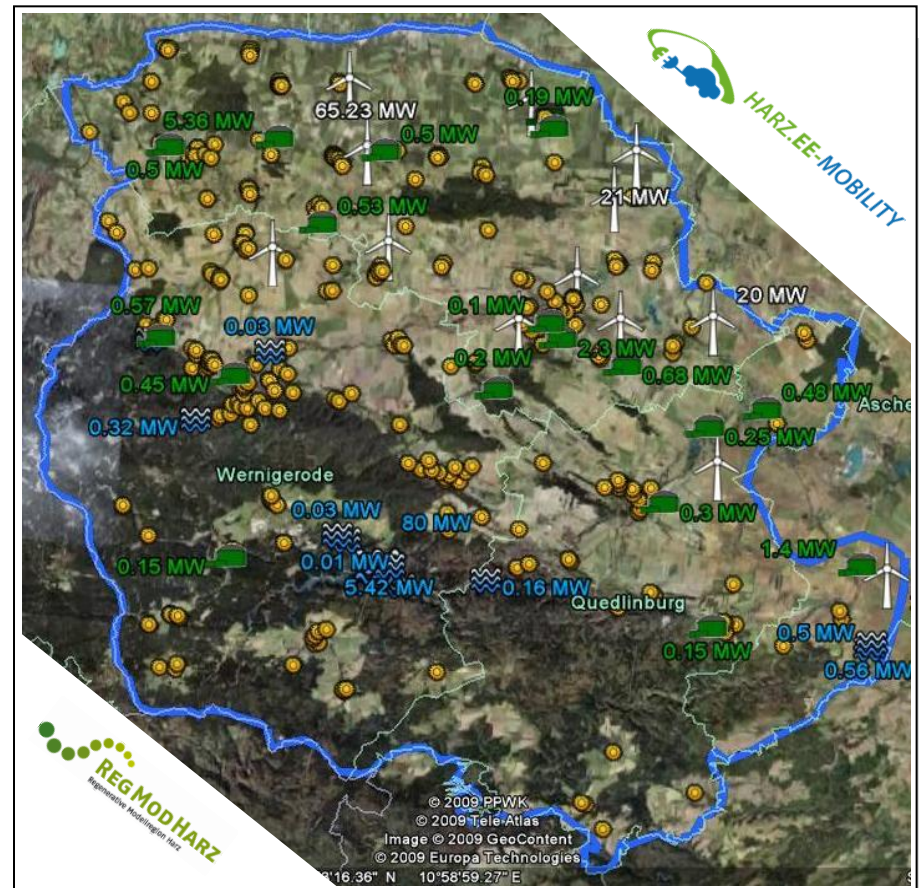 HARZ.EE-MOBILITY
0.19 MW
65.23 MW
5.36 MW
0.5 MW
0.5 MW
21 MW
0.53 MW
20 MW
0.57 MW
0.1 MW
0.03 MW
2.3 MW
0.2 MW
0.68 MW
0.45 MW
0.48 MW
Asche
0.32 MW
0.25 MW
Wernigerode
0.03 MW
80 MW
0.3 MW
0.01 MW
1.4 MW
0.15 MW
5.42 MW
0.16 MW
Quedlinburg
0.5 MW
0.15 MW
0.56 MW
REGMODHARZ
Regenerative Modellregion Harz
© 2009 PPWK
© 2009 Tele Atlas
Image © 2009 GeoContent
© 2009 Europa Technologies
16.36" N 10°58'59.27" E